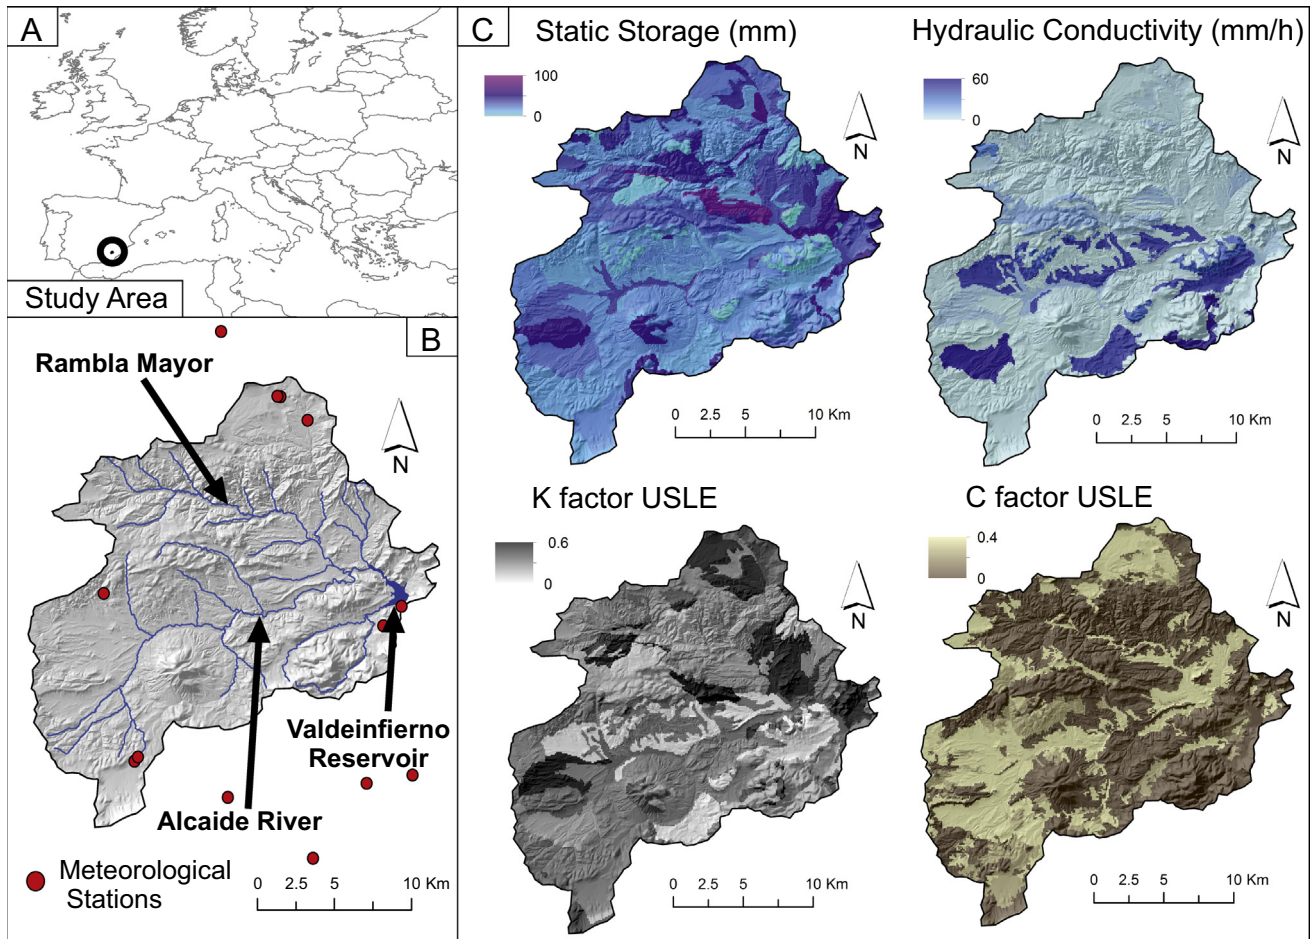 A
Study Area
B
Rambla Mayor
N
Valdeinfierno
Reservoir
Alcaide River
Meteorological
Stations
0 2.5 5 10 Km
C
Static Storage (mm)
100
0
N
0 2.5 5 10 Km
Hydraulic Conductivity (mm/h)
60
0
N
0 2.5 5 10 Km
K factor USLE
0.6
0
N
0 2.5 5 10 Km
C factor USLE
0.4
0
N
0 2.5 5 10 Km